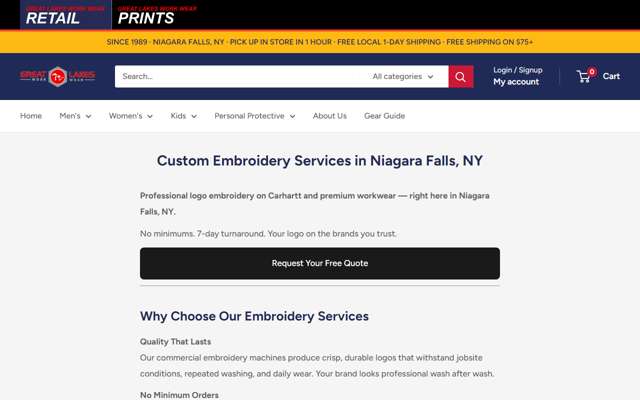 GREAT LAKES WORK WEAR
RETAIL
GREAT LAKES WORK WEAR
PRINTS
SINCE 1989 · NIAGARA FALLS, NY · PICK UP IN STORE IN 1 HOUR · FREE LOCAL 1-DAY SHIPPING · FREE SHIPPING ON $75+
GREAT LAKES
WORK WEAR
Search...
All categories
Login / Signup
My account
0
Cart
Home
Men's
Women's
Kids
Personal Protective
About Us
Gear Guide
Custom Embroidery Services in Niagara Falls, NY
Professional logo embroidery on Carhartt and premium workwear — right here in Niagara
Falls, NY.
No minimums. 7-day turnaround. Your logo on the brands you trust.
Request Your Free Quote
Why Choose Our Embroidery Services
Quality That Lasts
Our commercial embroidery machines produce crisp, durable logos that withstand jobsite
conditions, repeated washing, and daily wear. Your brand looks professional wash after wash.
No Minimum Orders